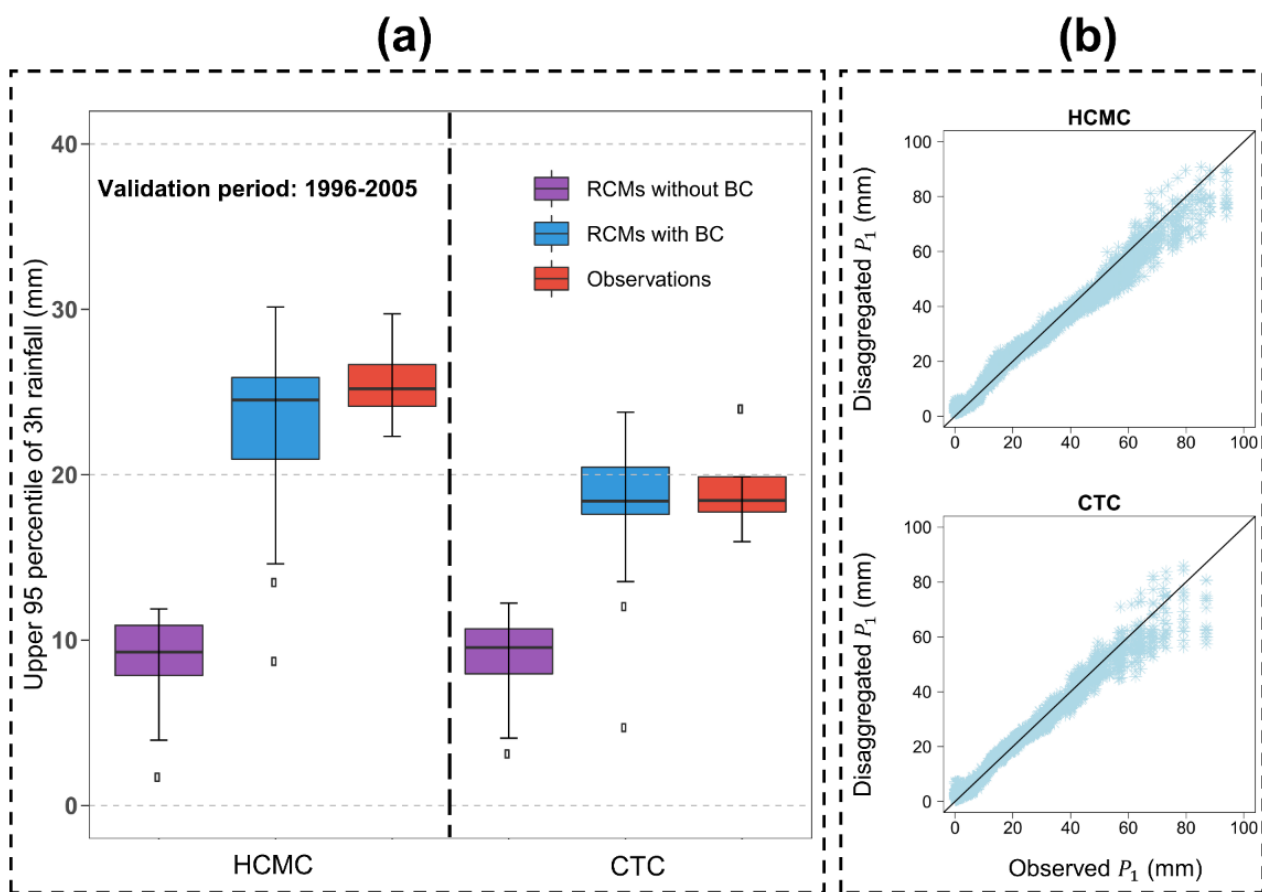 (a)
Upper 95 percentile of 3h rainfall (mm)
40
30
20
10
0
Validation period: 1996-2005
RCMs without BC
RCMs with BC
Observations
HCMC
CTC
(b)
HCMC
Disaggregated P₁ (mm)
100
80
60
40
20
0
0 20 40 60 80 100
CTC
Disaggregated P₁ (mm)
100
80
60
40
20
0
0 20 40 60 80 100
Observed P₁ (mm)